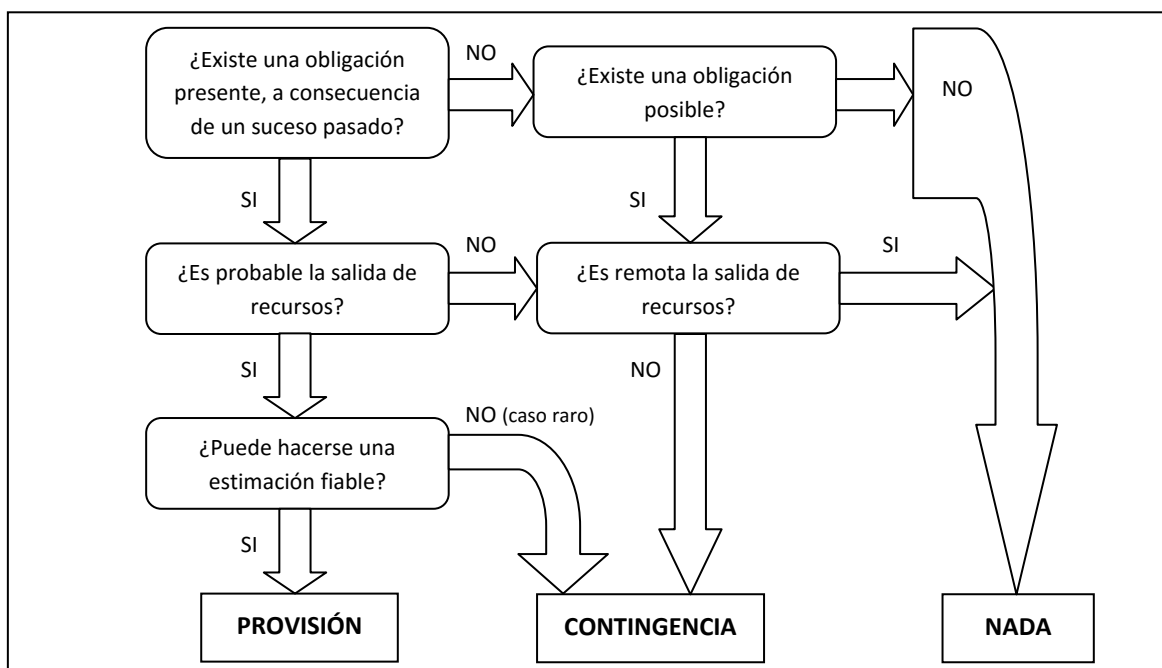 ¿Existe una obligación
presente, a consecuencia
de un suceso pasado?
NO
¿Existe una obligación
posible?
NO
SI
SI
¿Es probable la salida de
recursos?
NO
¿Es remota la salida de
recursos?
SI
SI
NO
¿Puede hacerse una
estimación fiable?
NO (caso raro)
SI
PROVISIÓN
CONTINGENCIA
NADA